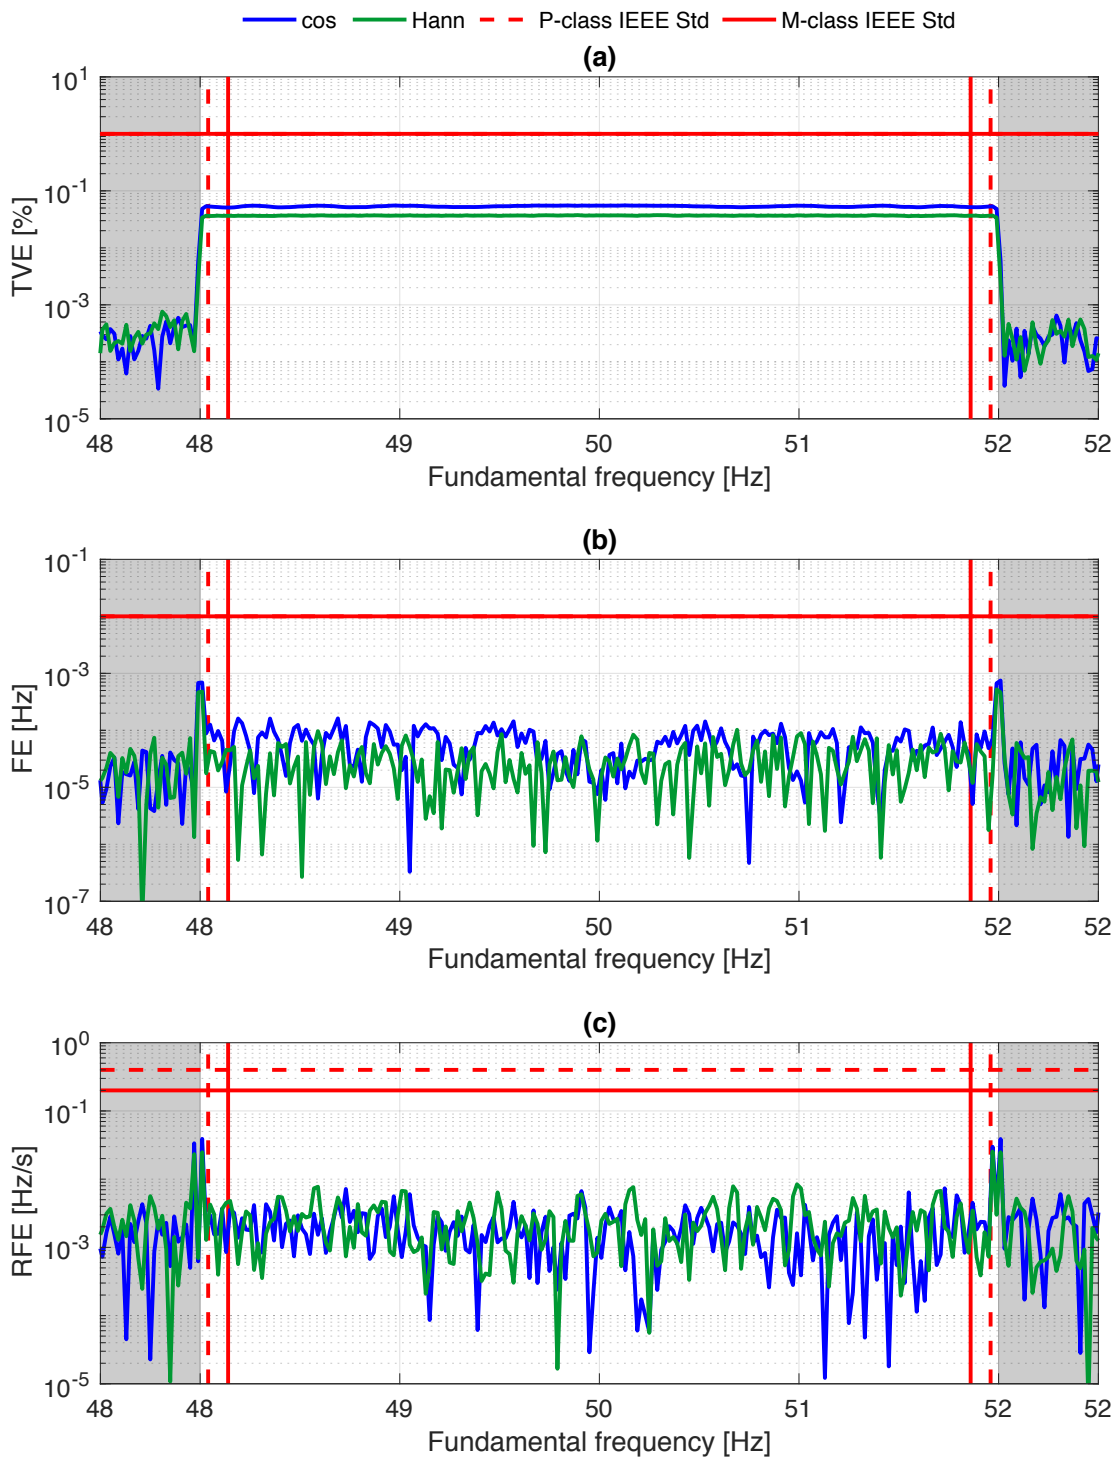 cos Hann P-class IEEE Std M-class IEEE Std
(a)
10^1
10^-1
10^-3
10^-5
TVE [%]
48 48 49 50 51 52 52
Fundamental frequency [Hz]
(b)
10^-1
10^-3
10^-5
10^-7
FE [Hz]
48 48 49 50 51 52 52
Fundamental frequency [Hz]
(c)
10^0
10^-1
10^-3
10^-5
RFE [Hz/s]
48 48 49 50 51 52 52
Fundamental frequency [Hz]